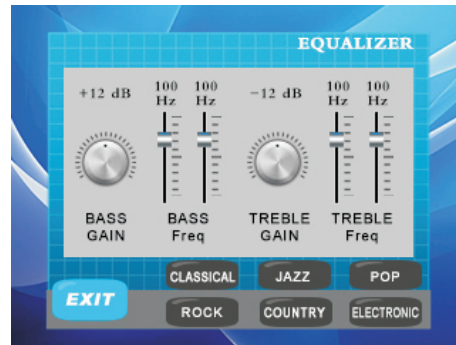 EQUALIZER
+12 dB
100 Hz
100 Hz
−12 dB
100 Hz
100 Hz
BASS GAIN
BASS Freq
TREBLE GAIN
TREBLE Freq
CLASSICAL
JAZZ
POP
EXIT
ROCK
COUNTRY
ELECTRONIC